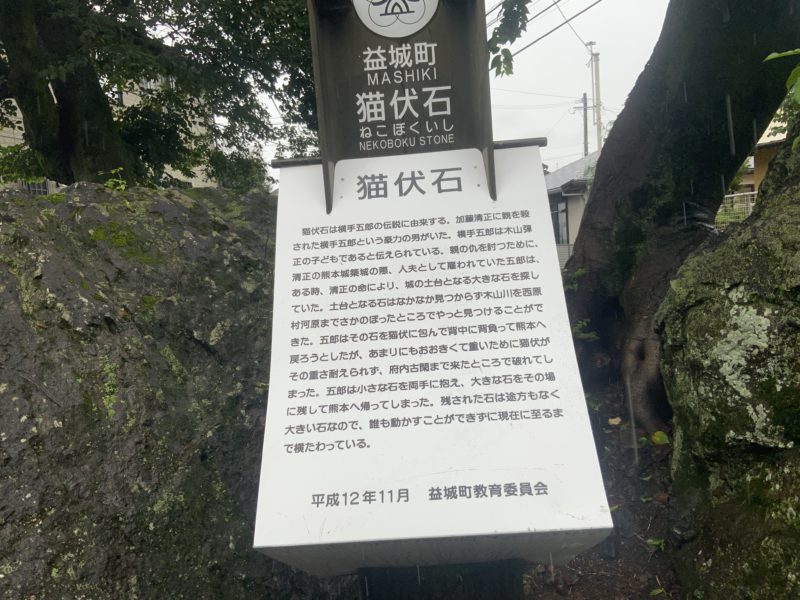 益城町
MASHIKI
猫伏石
ねこぼくいし
NEKOBOKU STONE
猫伏石
猫伏石は横手五郎の伝説に由来する。加藤清正に親を殺
された横手五郎という豪力の男がいた。横手五郎は木山弾
正の子どもであると伝えられている。親の仇を討つために、
清正の熊本城築城の際、人夫として雇われていた五郎は、
ある時、清正の命により、城の土台となる大きな石を探し
ていた。土台となる石はなかなか見つからず木山川を西原
村河原までさかのぼったところでやっと見つけることがで
きた。五郎はその石を猫伏に包んで背中に背負って熊本へ
戻ろうとしたが、あまりにもおおきくて重いために猫伏が
その重さ耐えられず、府内古閑まで来たところで破れてし
まった。五郎は小さな石を両手に抱え、大きな石をその場
に残して熊本へ帰ってしまった。残された石は途方もなく
大きい石なので、誰も動かすことができずに現在に至るま
で横たわっている。
平成12年11月　益城町教育委員会